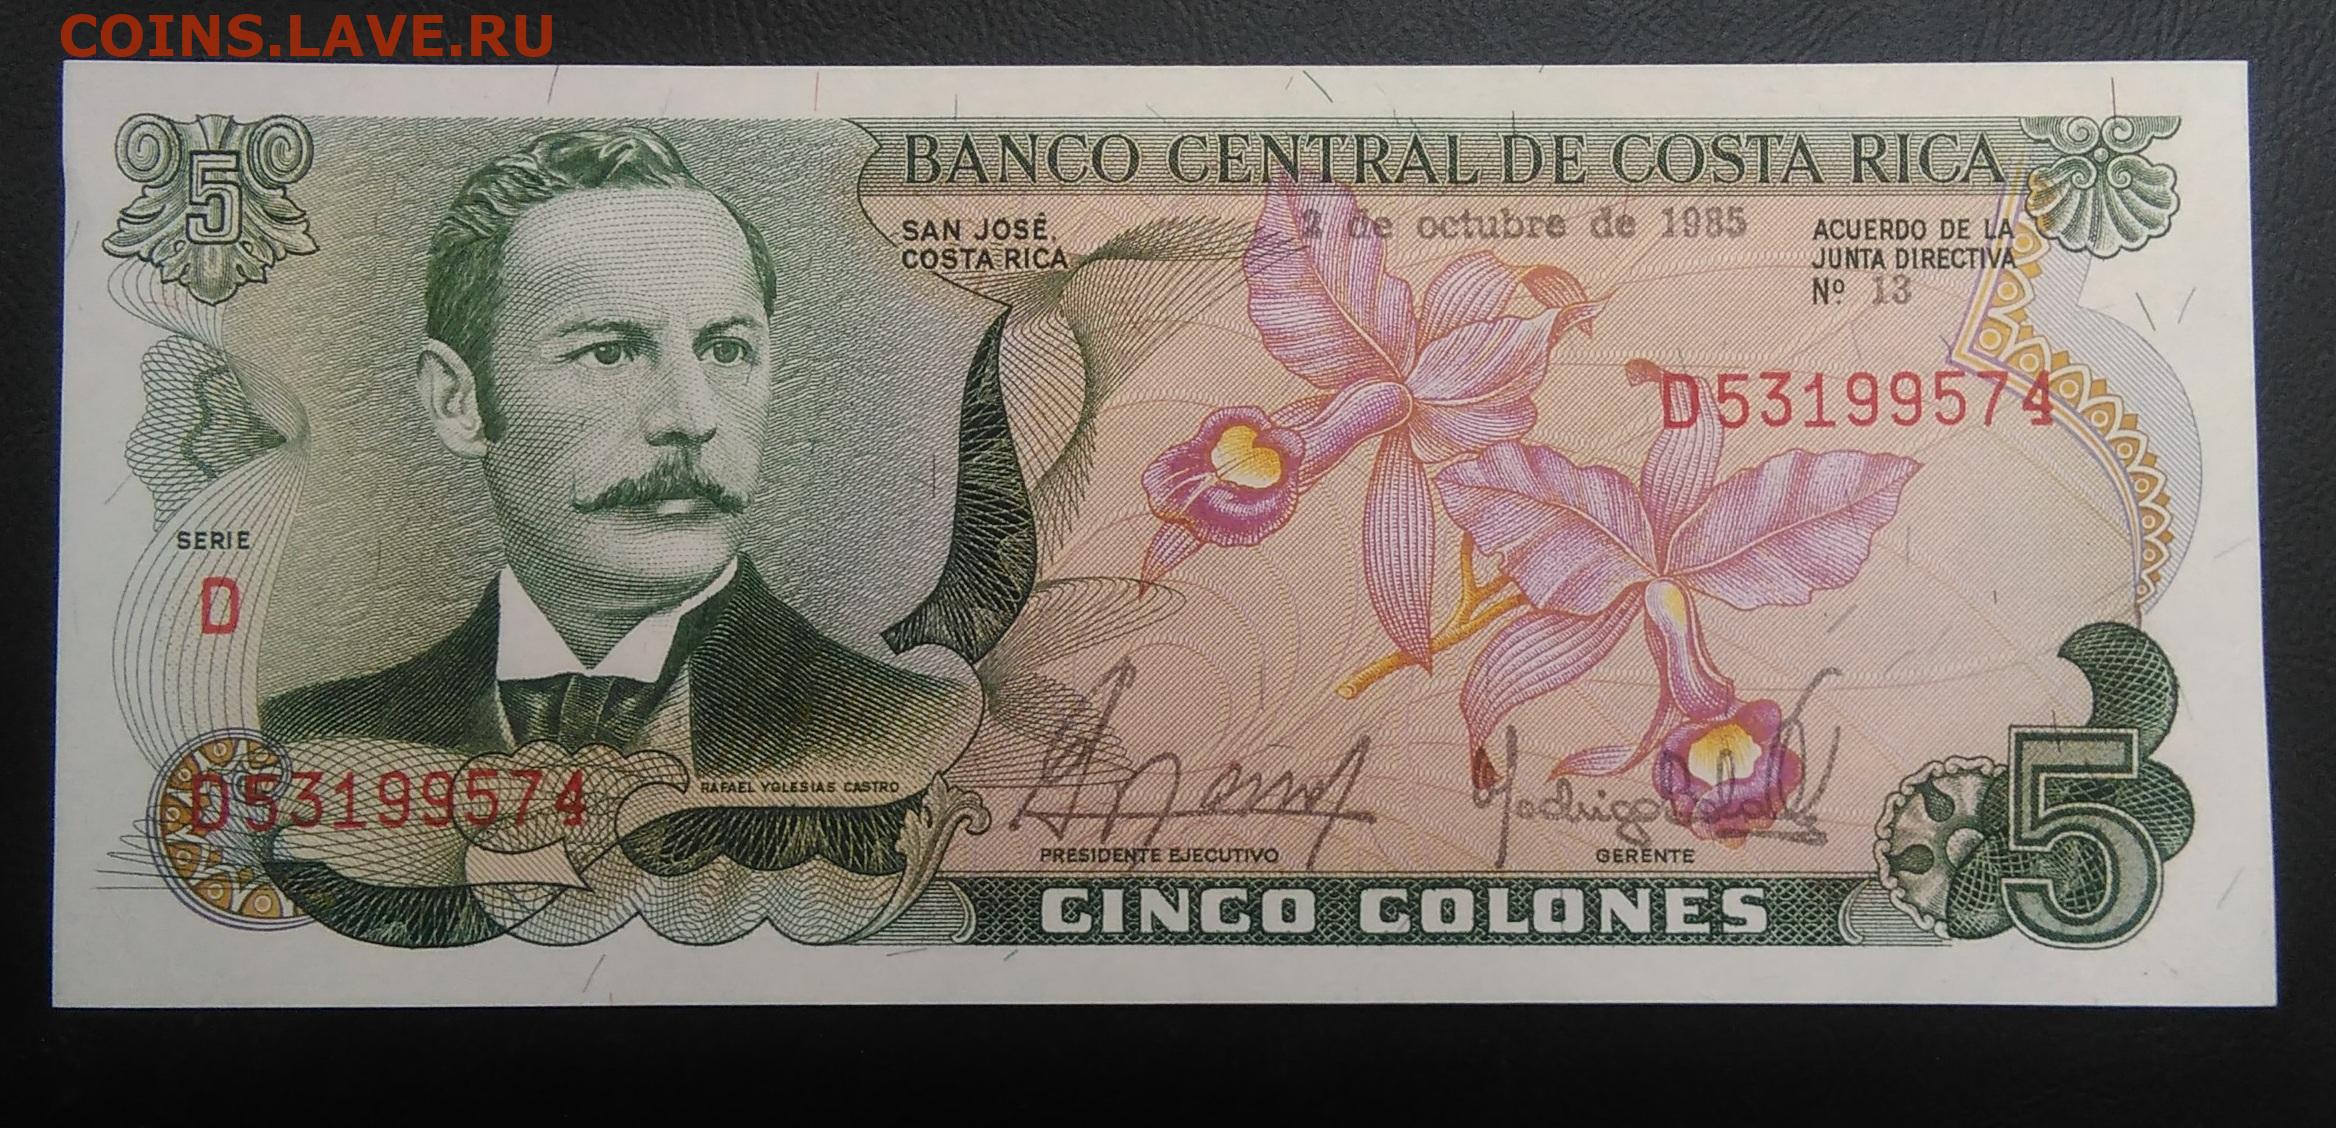 COINS.LAVE.RU
5
BANCO CENTRAL DE COSTA RICA
SAN JOSÉ,
COSTA RICA
2 de octubre de 1985
ACUERDO DE LA
JUNTA DIRECTIVA
Nº 13
D53199574
SERIE
D
D53199574
RAFAEL YGLESIAS CASTRO
PRESIDENTE EJECUTIVO
GERENTE
CINCO COLONES
5